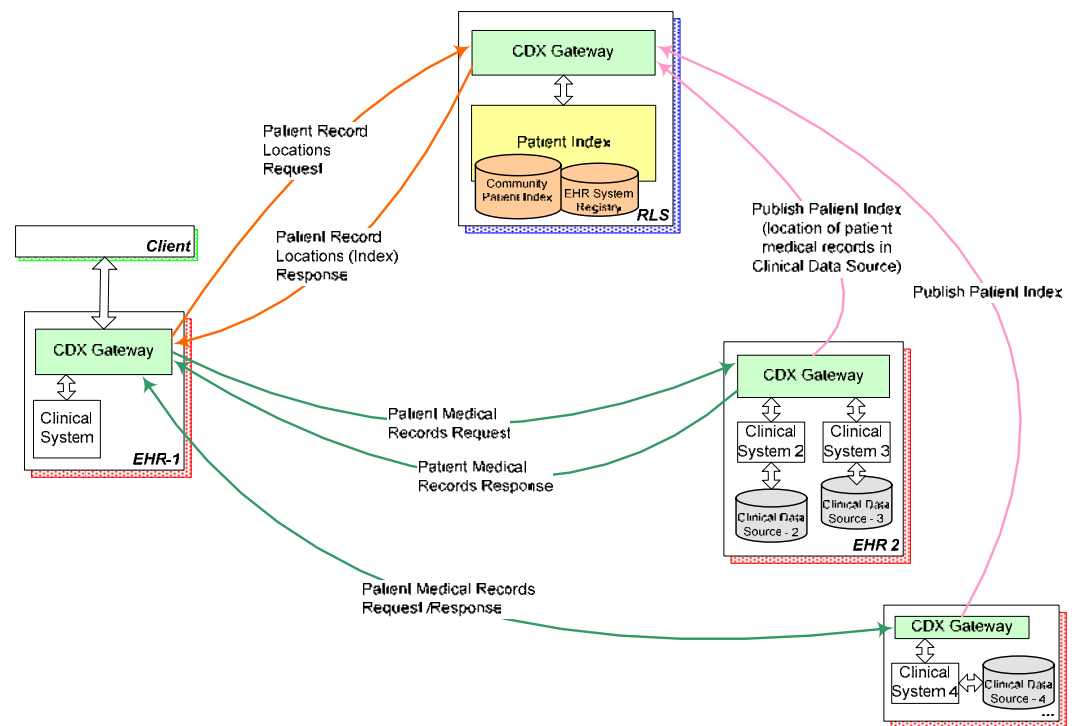 CDX Gateway
Patient Index
Community
Patient Index
EHR System
Registry
RLS
Patient Record
Locations
Request
Patient Record
Locations (Index)
Response
Publish Patient Index
(location of patient
medical records in
Clinical Data Source)
Publish Patient Index
Client
CDX Gateway
Clinical
System
EHR-1
Patient Medical
Records Request
Patient Medical
Records Response
CDX Gateway
Clinical
System 2
Clinical
System 3
Clinical Data
Source - 2
Clinical Data
Source - 3
EHR 2
Patient Medical Records
Request /Response
CDX Gateway
Clinical
System 4
Clinical Data
Source - 4
...